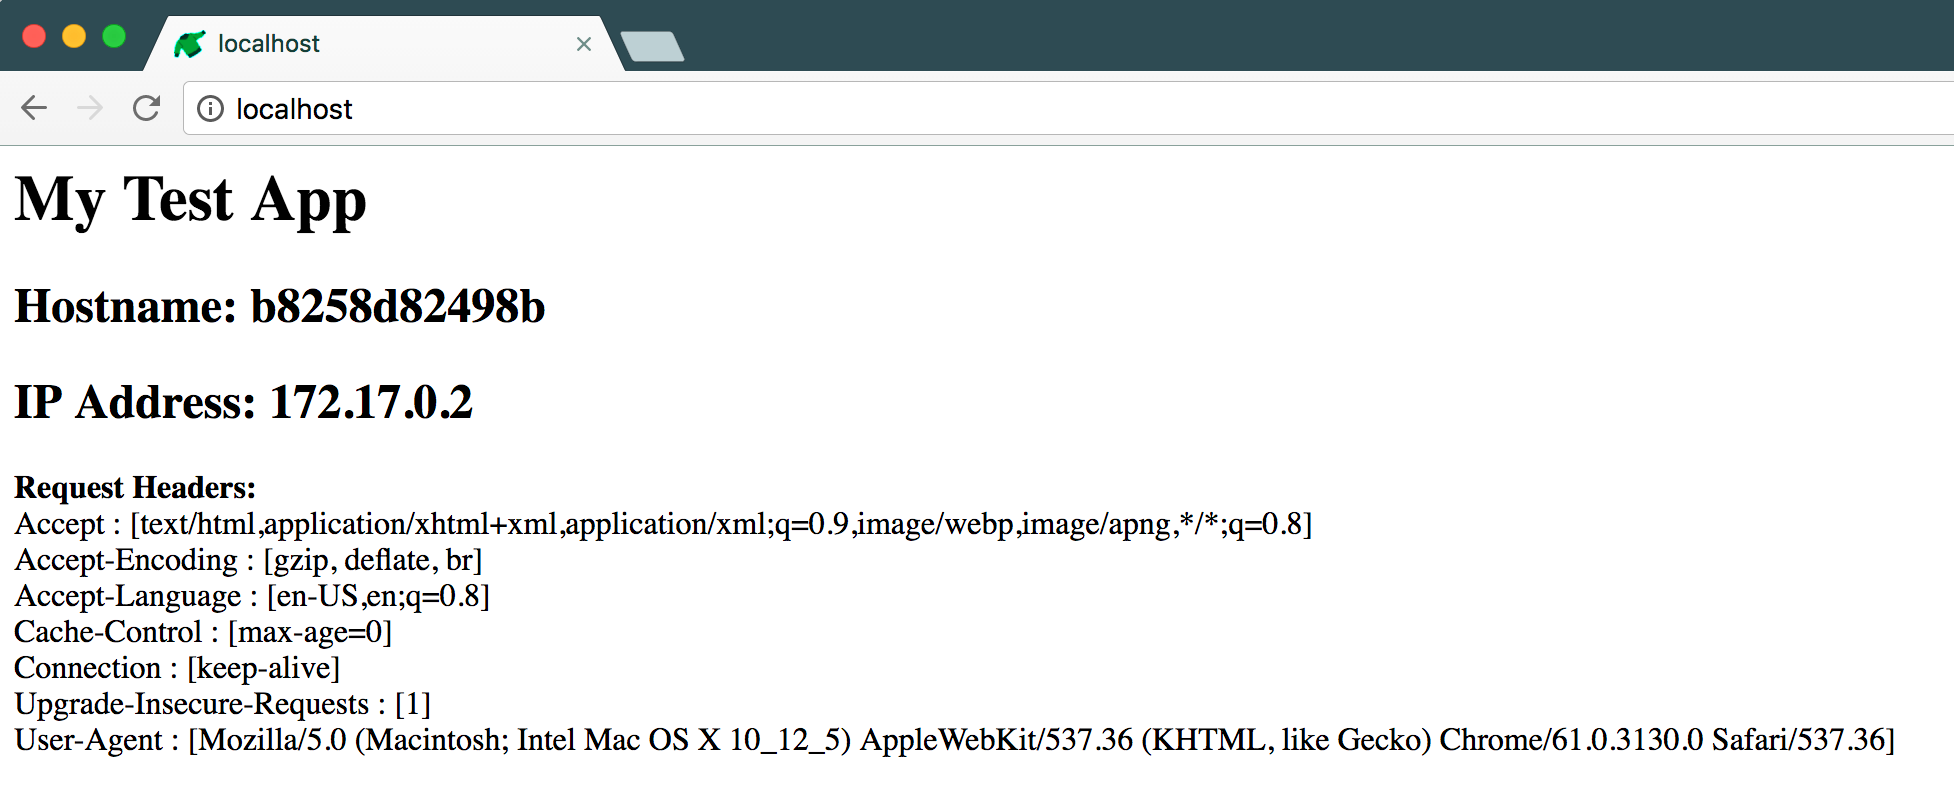 localhost
localhost
My Test App
Hostname: b8258d82498b
IP Address: 172.17.0.2
Request Headers:
Accept : [text/html,application/xhtml+xml,application/xml;q=0.9,image/webp,image/apng,*/*;q=0.8]
Accept-Encoding : [gzip, deflate, br]
Accept-Language : [en-US,en;q=0.8]
Cache-Control : [max-age=0]
Connection : [keep-alive]
Upgrade-Insecure-Requests : [1]
User-Agent : [Mozilla/5.0 (Macintosh; Intel Mac OS X 10_12_5) AppleWebKit/537.36 (KHTML, like Gecko) Chrome/61.0.3130.0 Safari/537.36]